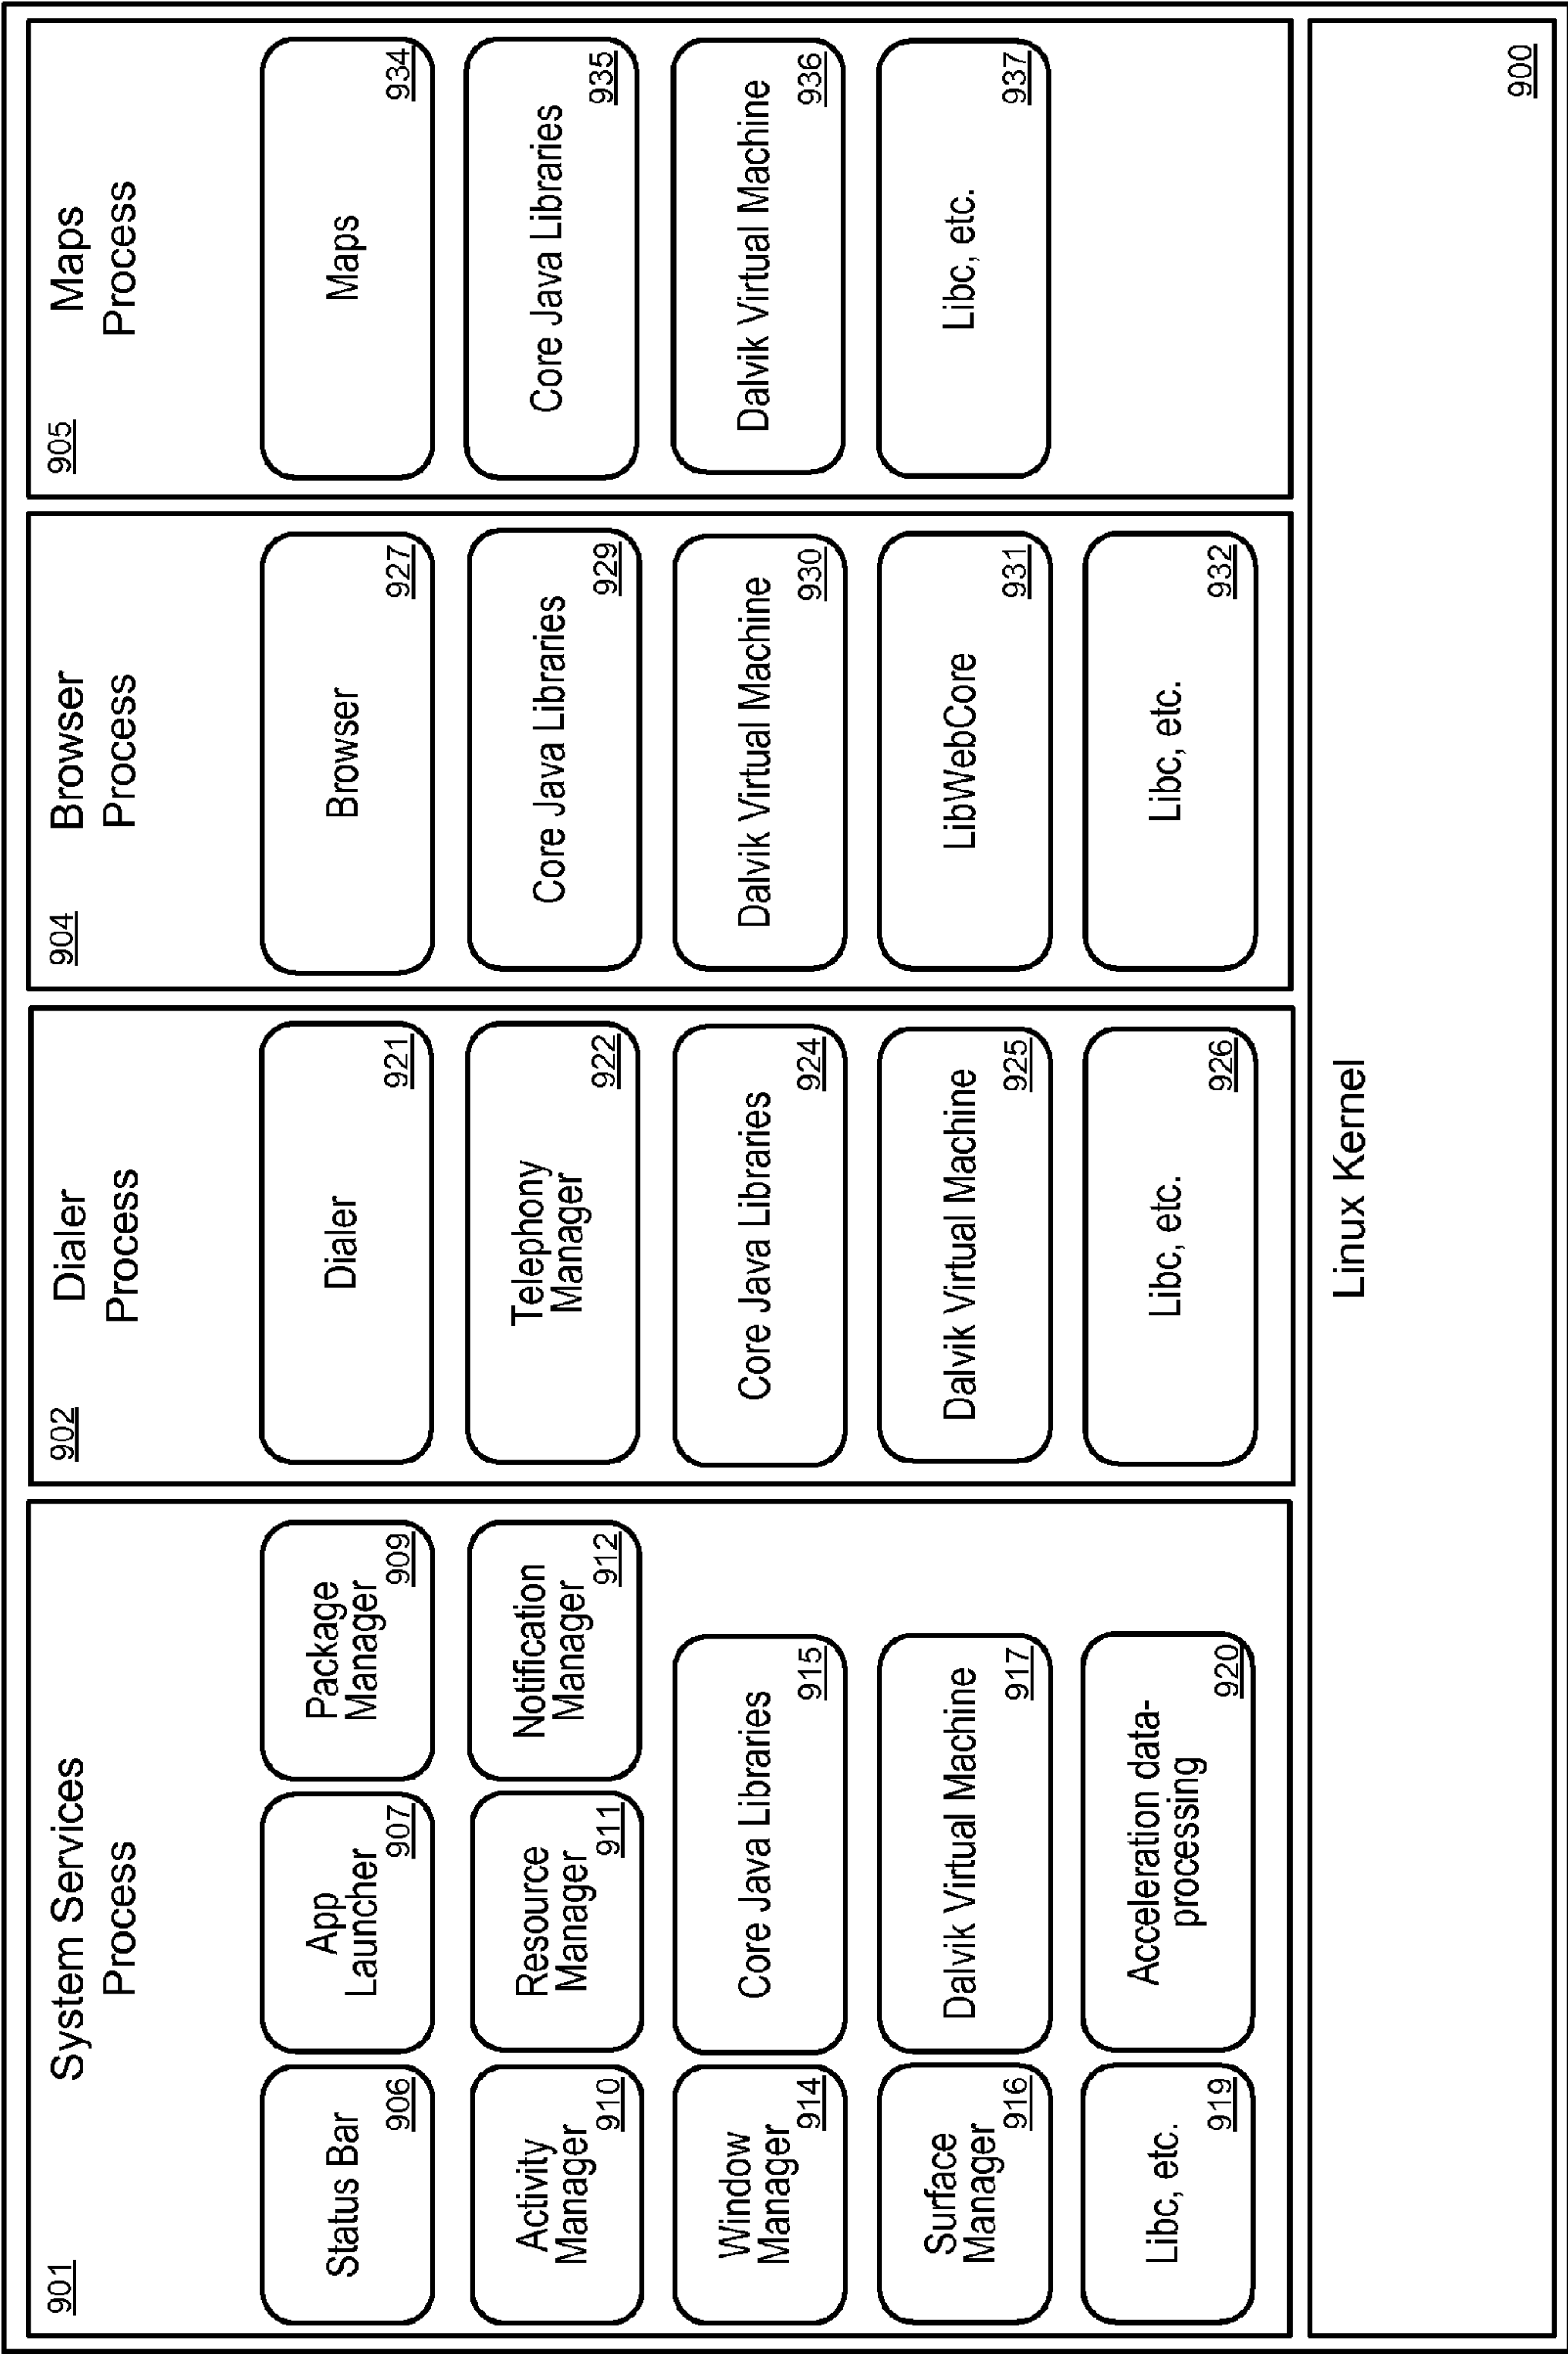 901
System Services
Process
Status Bar
906
App
Launcher
907
Package
Manager
909
Activity
Manager
910
Resource
Manager
911
Notification
Manager
912
Window
Manager
914
Core Java Libraries
915
Surface
Manager
916
Dalvik Virtual Machine
917
Libc, etc.
919
Acceleration data-
processing
920
902
Dialer
Process
Dialer
921
Telephony
Manager
922
Core Java Libraries
924
Dalvik Virtual Machine
925
Libc, etc.
926
904
Browser
Process
Browser
927
Core Java Libraries
929
Dalvik Virtual Machine
930
LibWebCore
931
Libc, etc.
932
905
Maps
Process
Maps
934
Core Java Libraries
935
Dalvik Virtual Machine
936
Libc, etc.
937
Linux Kernel
900